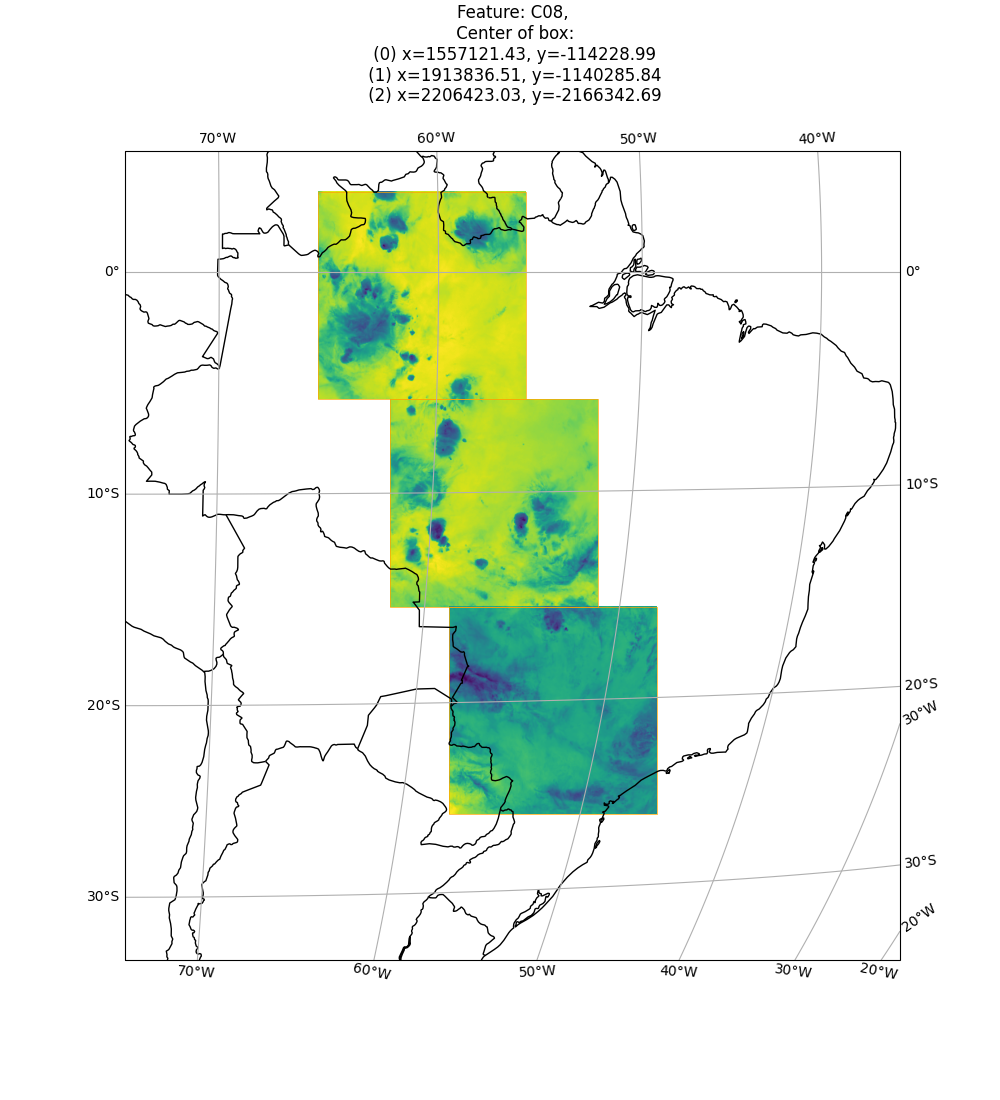 Feature: C08,
Center of box:
(0) x=1557121.43, y=-114228.99
(1) x=1913836.51, y=-1140285.84
(2) x=2206423.03, y=-2166342.69
70°W 60°W 50°W 40°W
0° 0°
10°S 10°S
20°S 20°S
30°W
30°S 30°S
20°W
70°W 60°W 50°W 40°W 30°W 20°W